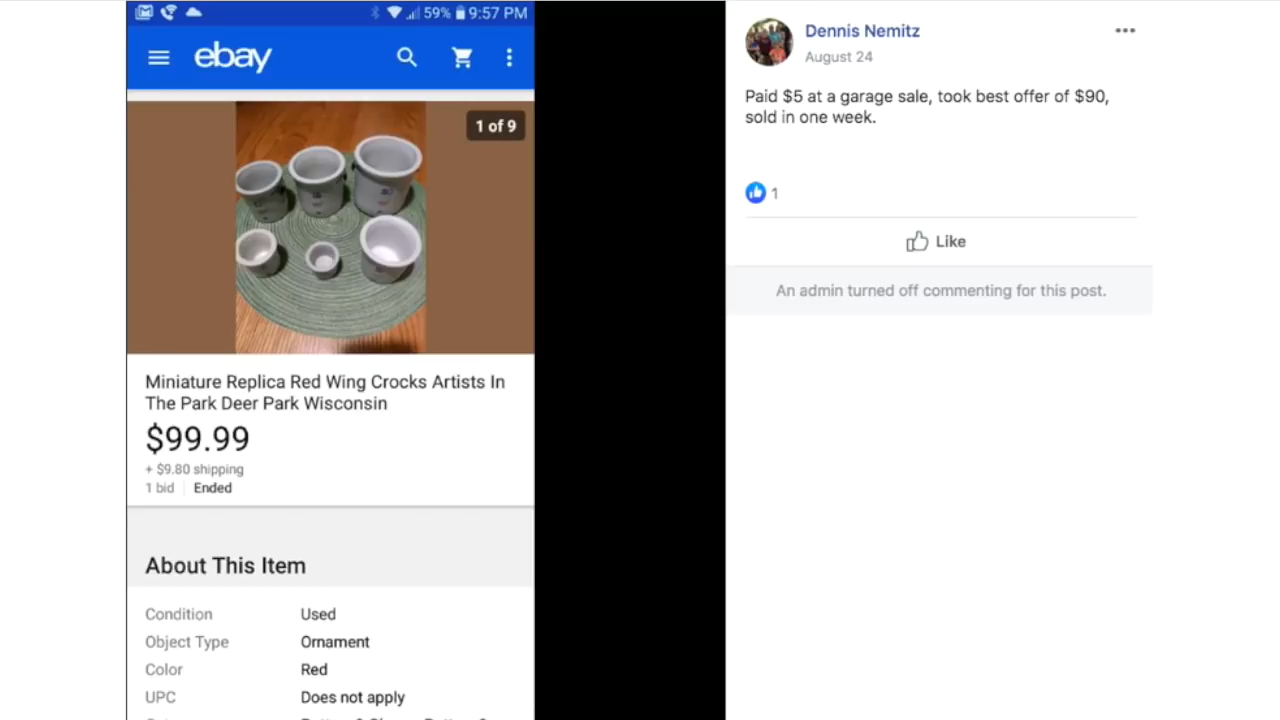 59% 9:57 PM
ebay
1 of 9
Miniature Replica Red Wing Crocks Artists In
The Park Deer Park Wisconsin
$99.99
+ $9.80 shipping
1 bid Ended
About This Item
Condition Used
Object Type Ornament
Color Red
UPC Does not apply
Dennis Nemitz
August 24
Paid $5 at a garage sale, took best offer of $90,
sold in one week.
1
Like
An admin turned off commenting for this post.